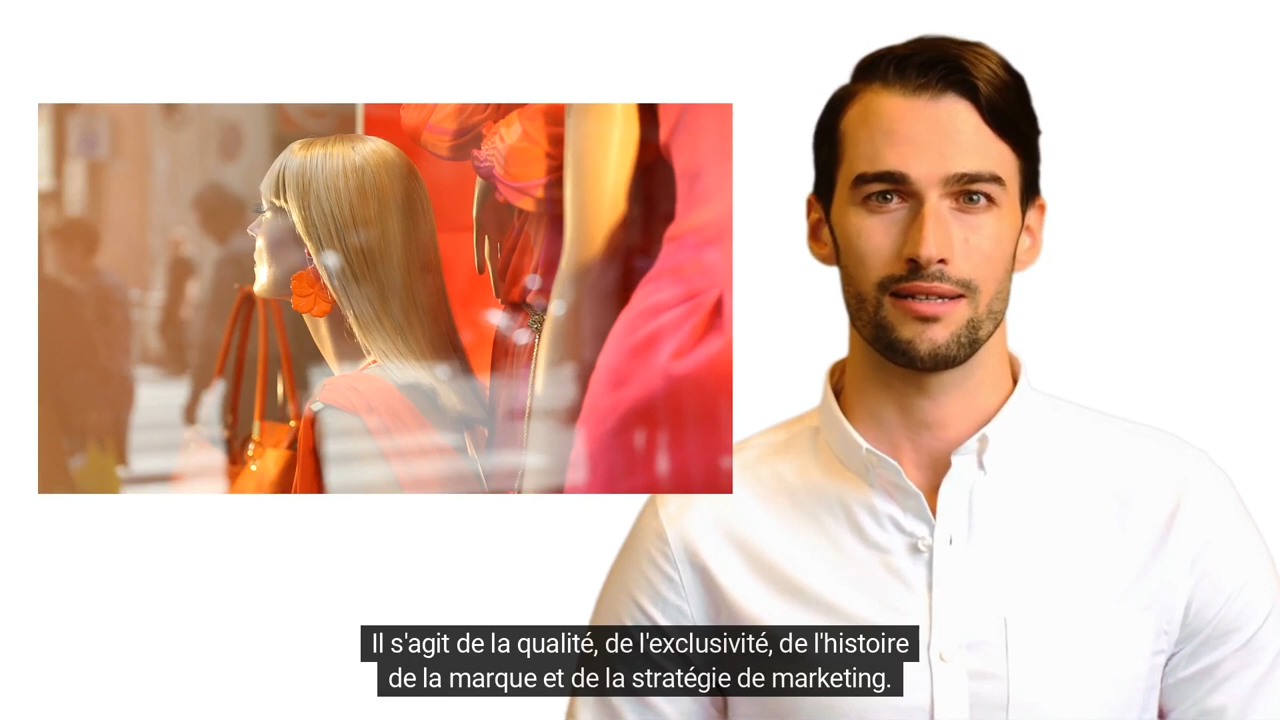 Il s'agit de la qualité, de l'exclusivité, de l'histoire
de la marque et de la stratégie de marketing.